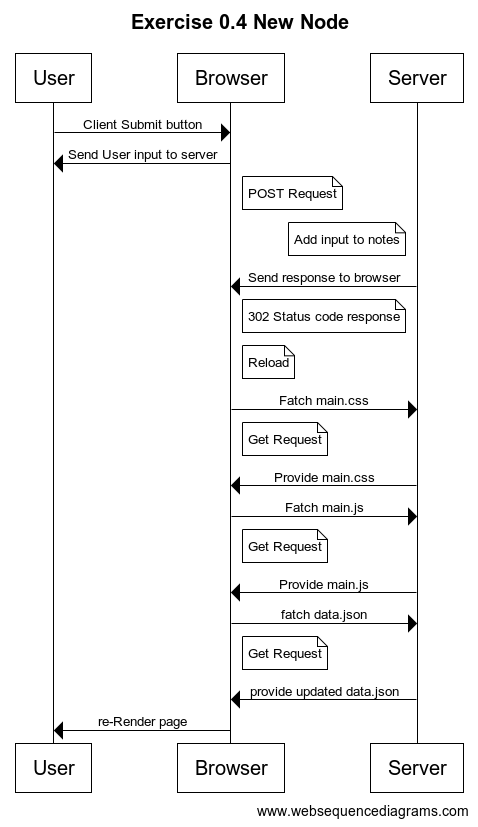 Exercise 0.4 New Node
User Browser Server
Client Submit button
Send User input to server
POST Request
Add input to notes
Send response to browser
302 Status code response
Reload
Fatch main.css
Get Request
Provide main.css
Fatch main.js
Get Request
Provide main.js
fatch data.json
Get Request
provide updated data.json
re-Render page
User Browser Server
www.websequencediagrams.com